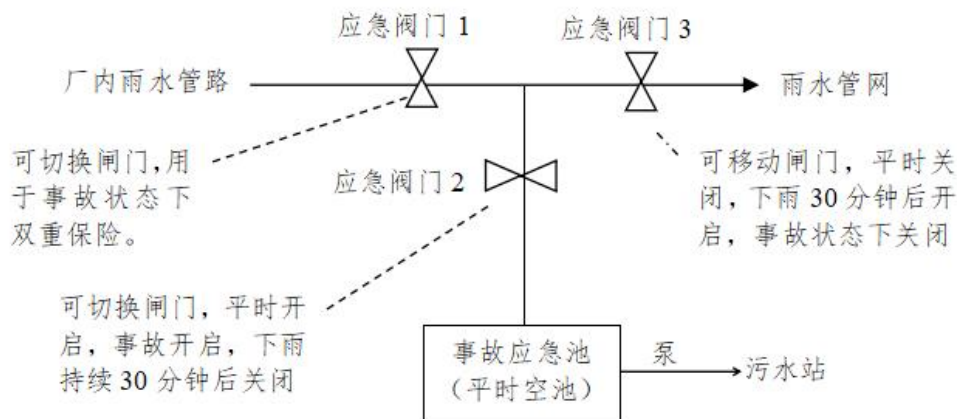 应急阀门 1
应急阀门 3
厂内雨水管路
雨水管网
可切换闸门，用
于事故状态下
双重保险。
应急阀门 2
可移动闸门，平时关
闭，下雨 30 分钟后开
启，事故状态下关闭
可切换闸门，平时开
启，事故开启，下雨
持续 30 分钟后关闭
事故应急池
（平时空池）
泵
污水站